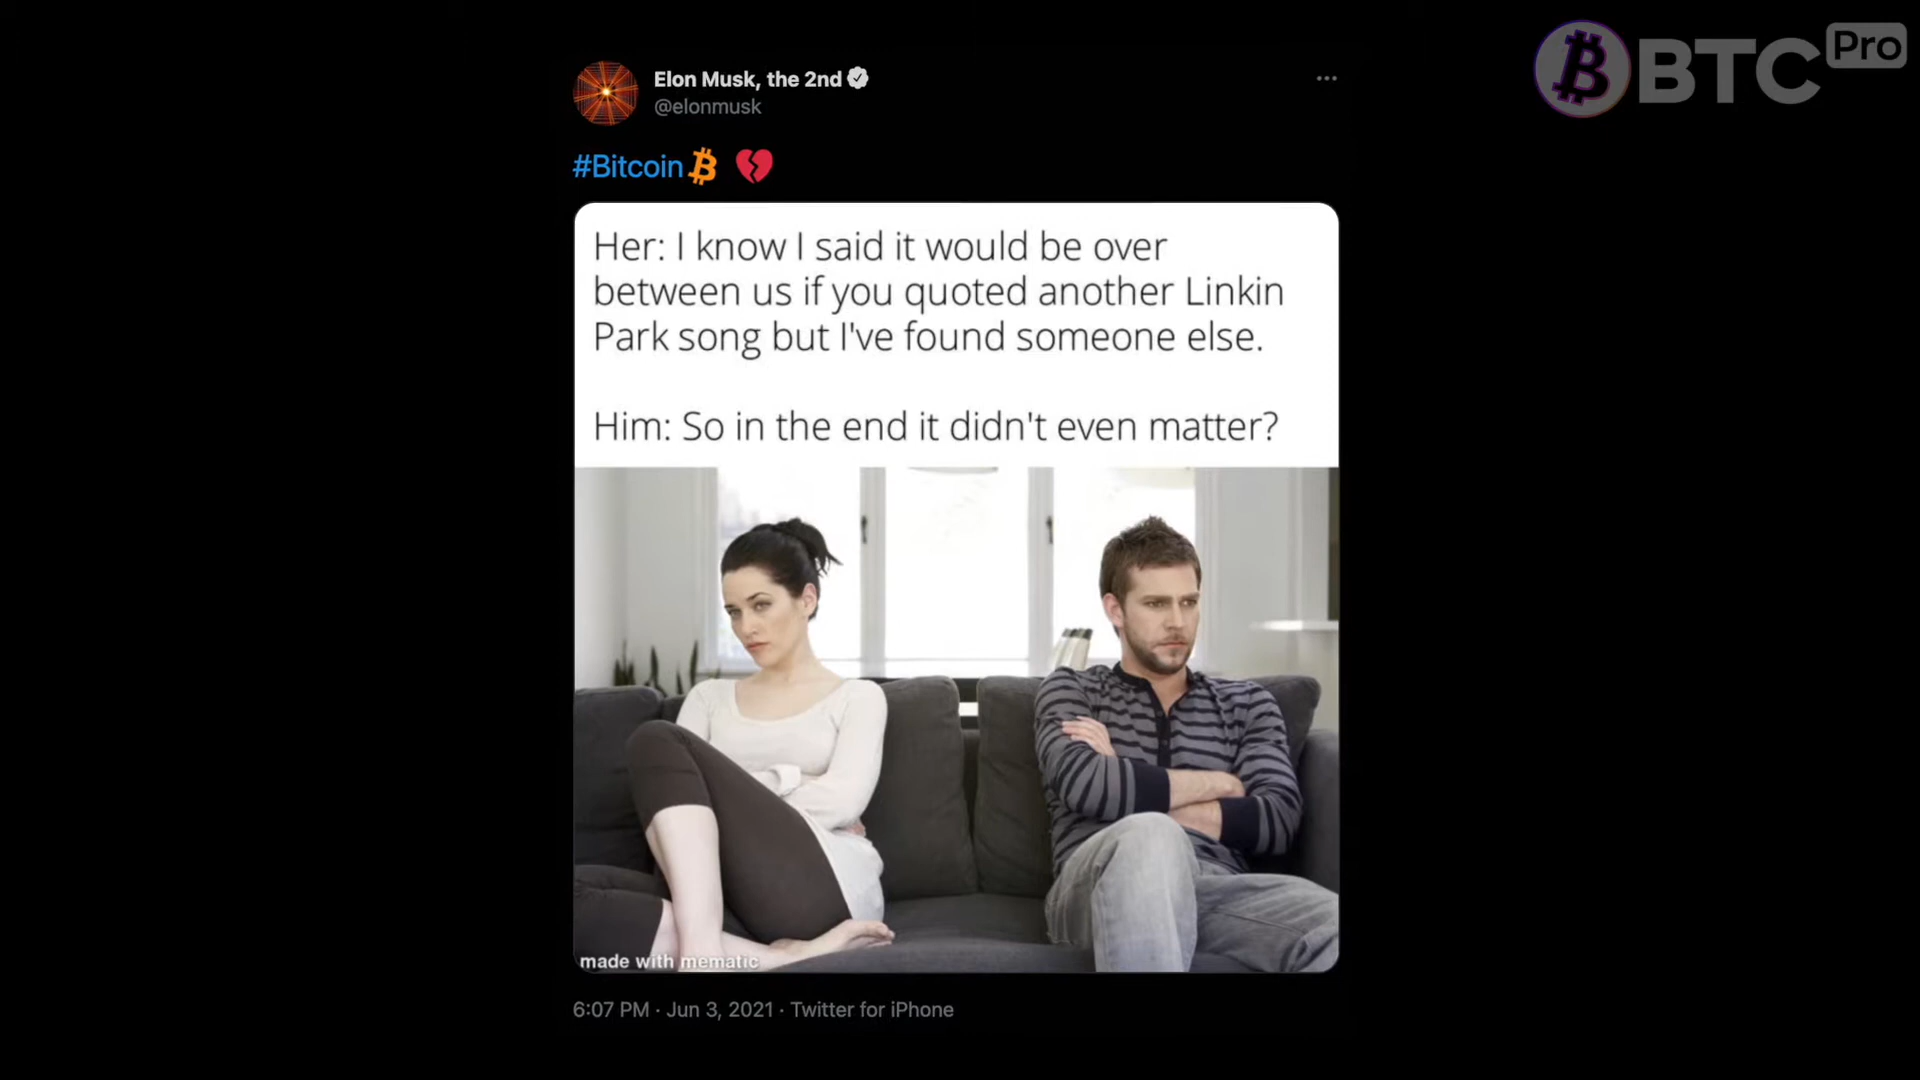 BTC Pro
Elon Musk, the 2nd
@elonmusk
#Bitcoin
Her: I know I said it would be over
between us if you quoted another Linkin
Park song but I've found someone else.
Him: So in the end it didn't even matter?
made with mematic
6:07 PM · Jun 3, 2021 · Twitter for iPhone